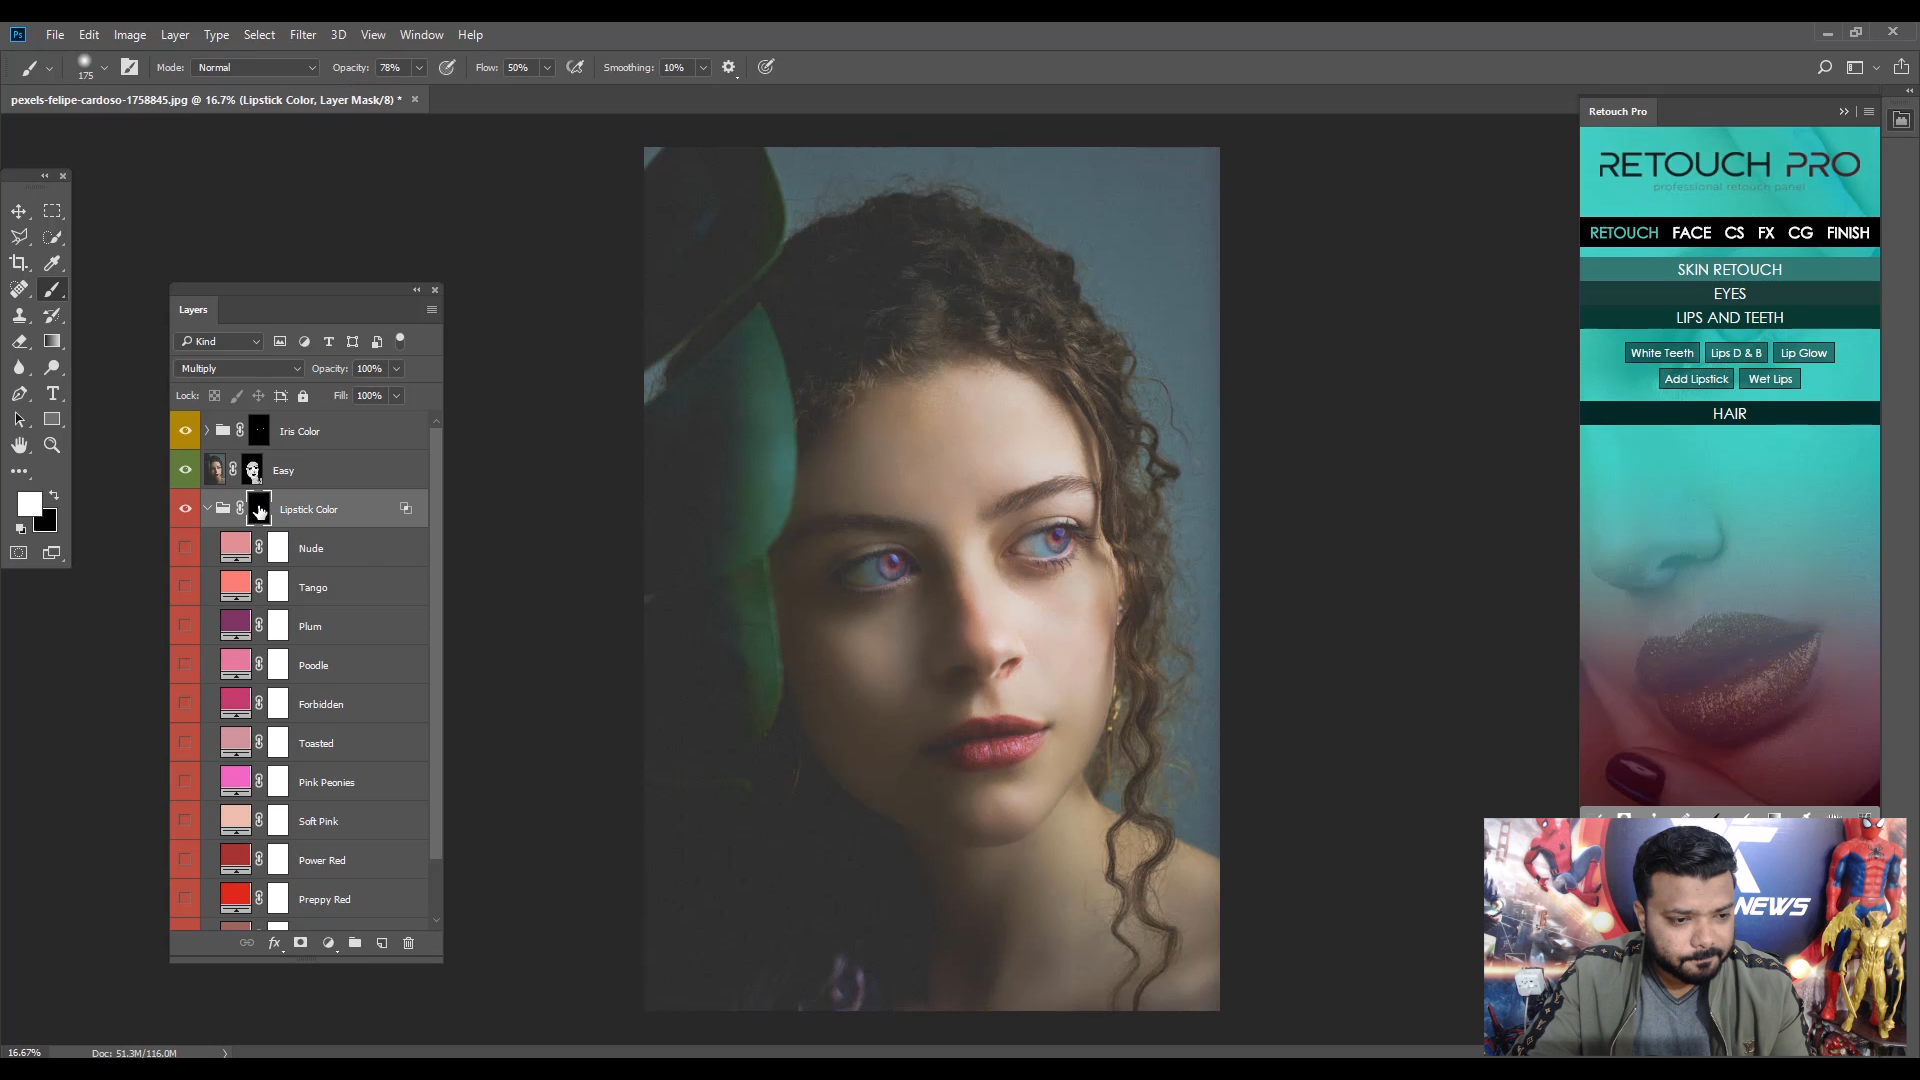 Ps File Edit Image Layer Type Select Filter 3D View Window Help
175 Mode: Normal Opacity: 78% Flow: 50% Smoothing: 10%
pexels-felipe-cardoso-1758845.jpg @ 16.7% (Lipstick Color, Layer Mask/8) *
Layers
Kind
Multiply Opacity: 100%
Lock: Fill: 100%
Iris Color
Easy
Lipstick Color
Nude
Tango
Plum
Poodle
Forbidden
Toasted
Pink Peonies
Soft Pink
Power Red
Preppy Red
fx
16.67% Doc: 51.3M/116.0M
Retouch Pro
RETOUCH PRO
professional retouch panel
RETOUCH FACE CS FX CG FINISH
SKIN RETOUCH
EYES
LIPS AND TEETH
White Teeth Lips D & B Lip Glow
Add Lipstick Wet Lips
HAIR
NEWS